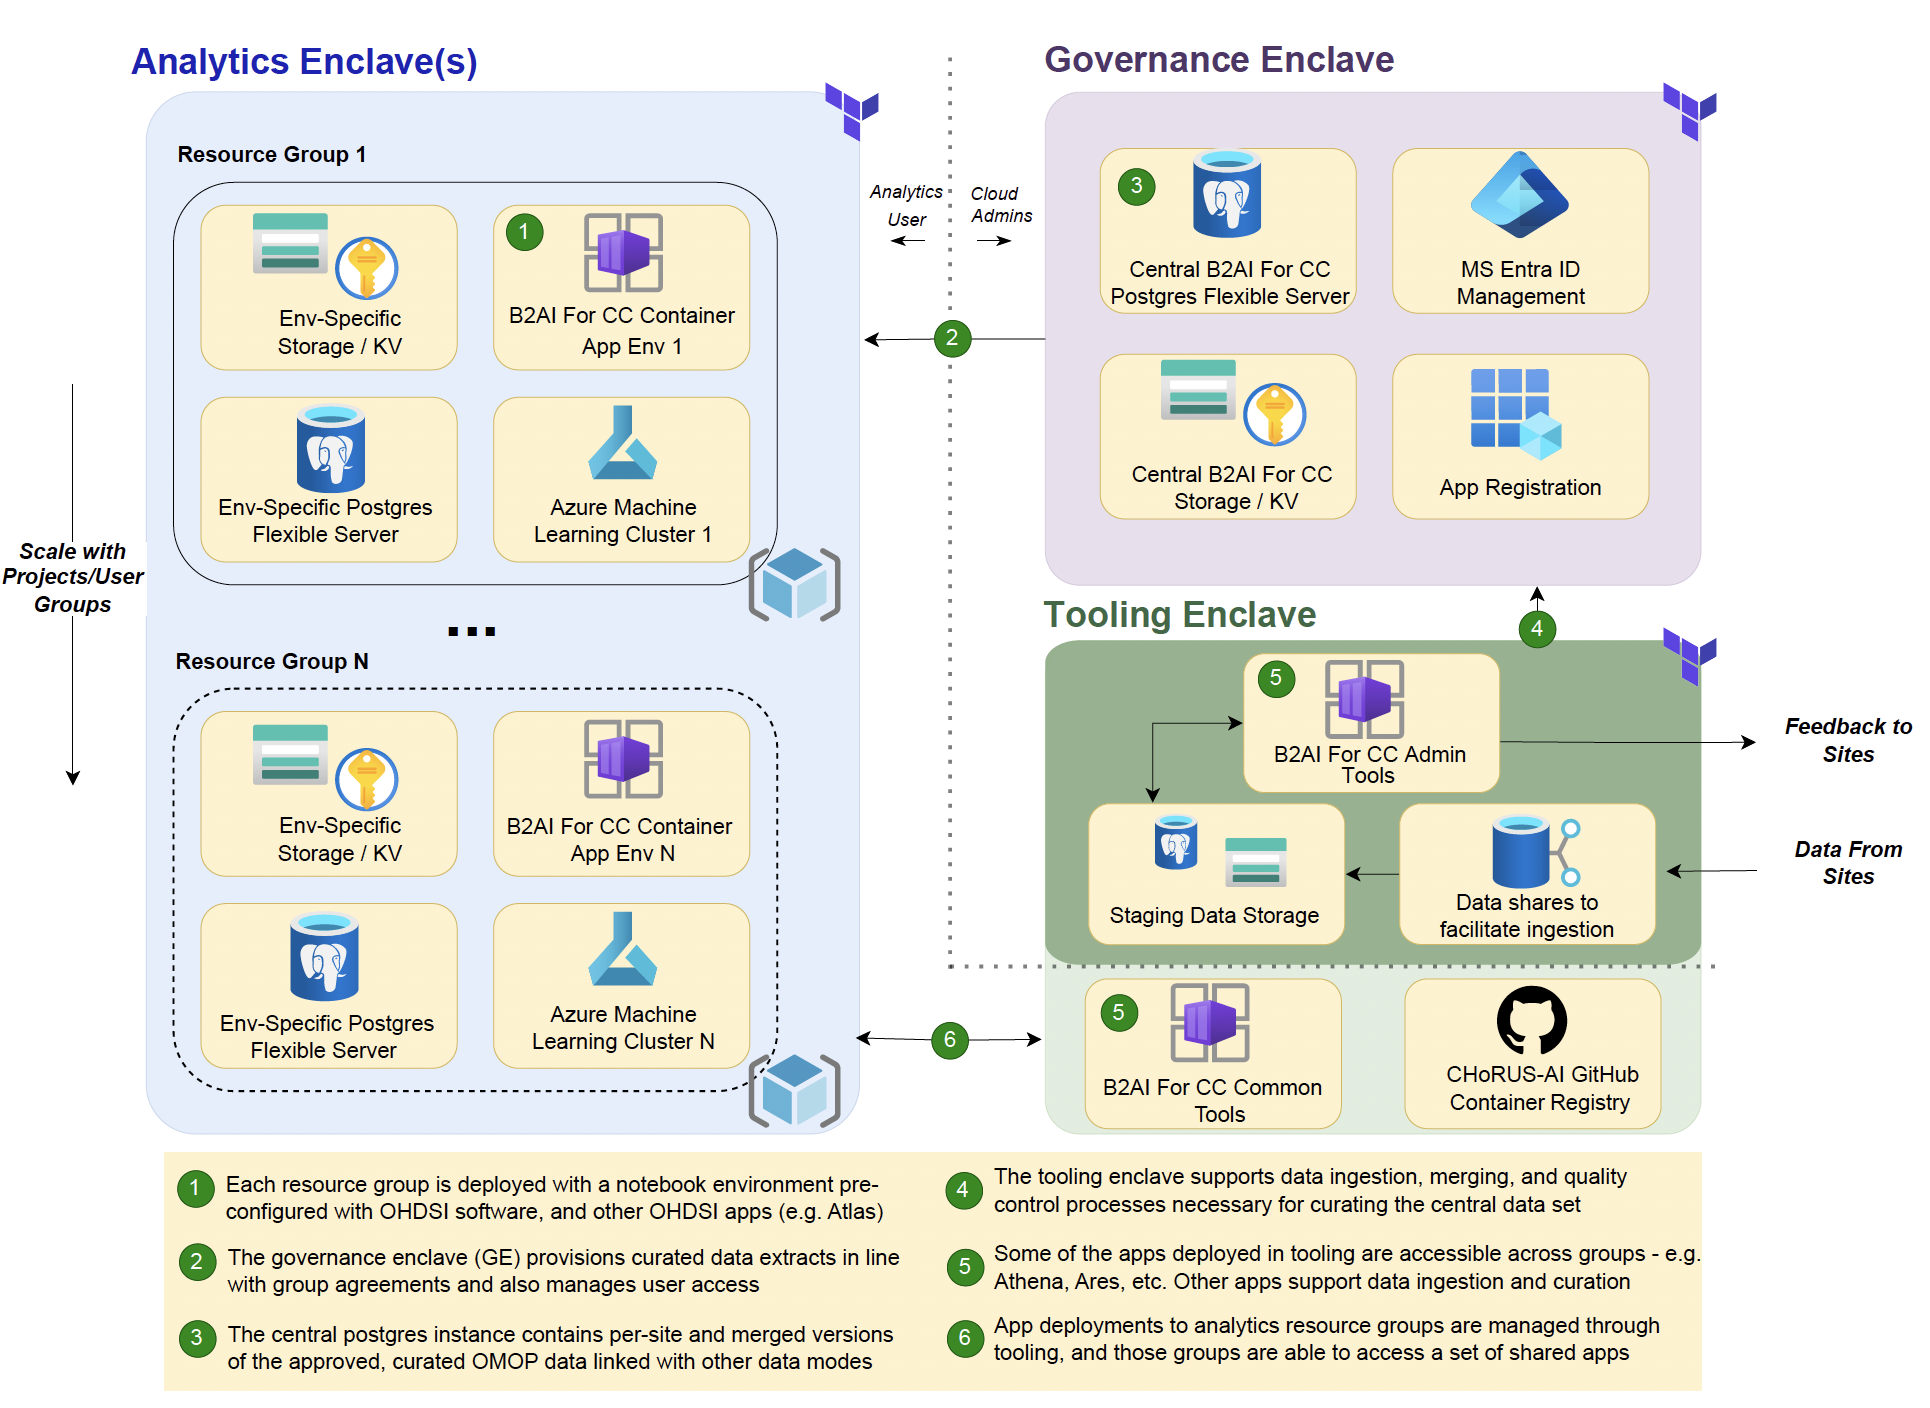 Analytics Enclave(s)
Resource Group 1
Env-Specific
Storage / KV
1
B2AI For CC Container
App Env 1
Env-Specific Postgres
Flexible Server
Azure Machine
Learning Cluster 1
...
Resource Group N
Env-Specific
Storage / KV
B2AI For CC Container
App Env N
Env-Specific Postgres
Flexible Server
Azure Machine
Learning Cluster N
Scale with
Projects/User
Groups
Analytics
User
Cloud
Admins
2
6
Governance Enclave
3
Central B2AI For CC
Postgres Flexible Server
MS Entra ID
Management
Central B2AI For CC
Storage / KV
App Registration
4
Tooling Enclave
5
B2AI For CC Admin
Tools
Staging Data Storage
Data shares to
facilitate ingestion
Feedback to
Sites
Data From
Sites
5
B2AI For CC Common
Tools
CHoRUS-AI GitHub
Container Registry
1
Each resource group is deployed with a notebook environment pre-
configured with OHDSI software, and other OHDSI apps (e.g. Atlas)
2
The governance enclave (GE) provisions curated data extracts in line
with group agreements and also manages user access
3
The central postgres instance contains per-site and merged versions
of the approved, curated OMOP data linked with other data modes
4
The tooling enclave supports data ingestion, merging, and quality
control processes necessary for curating the central data set
5
Some of the apps deployed in tooling are accessible across groups - e.g.
Athena, Ares, etc. Other apps support data ingestion and curation
6
App deployments to analytics resource groups are managed through
tooling, and those groups are able to access a set of shared apps